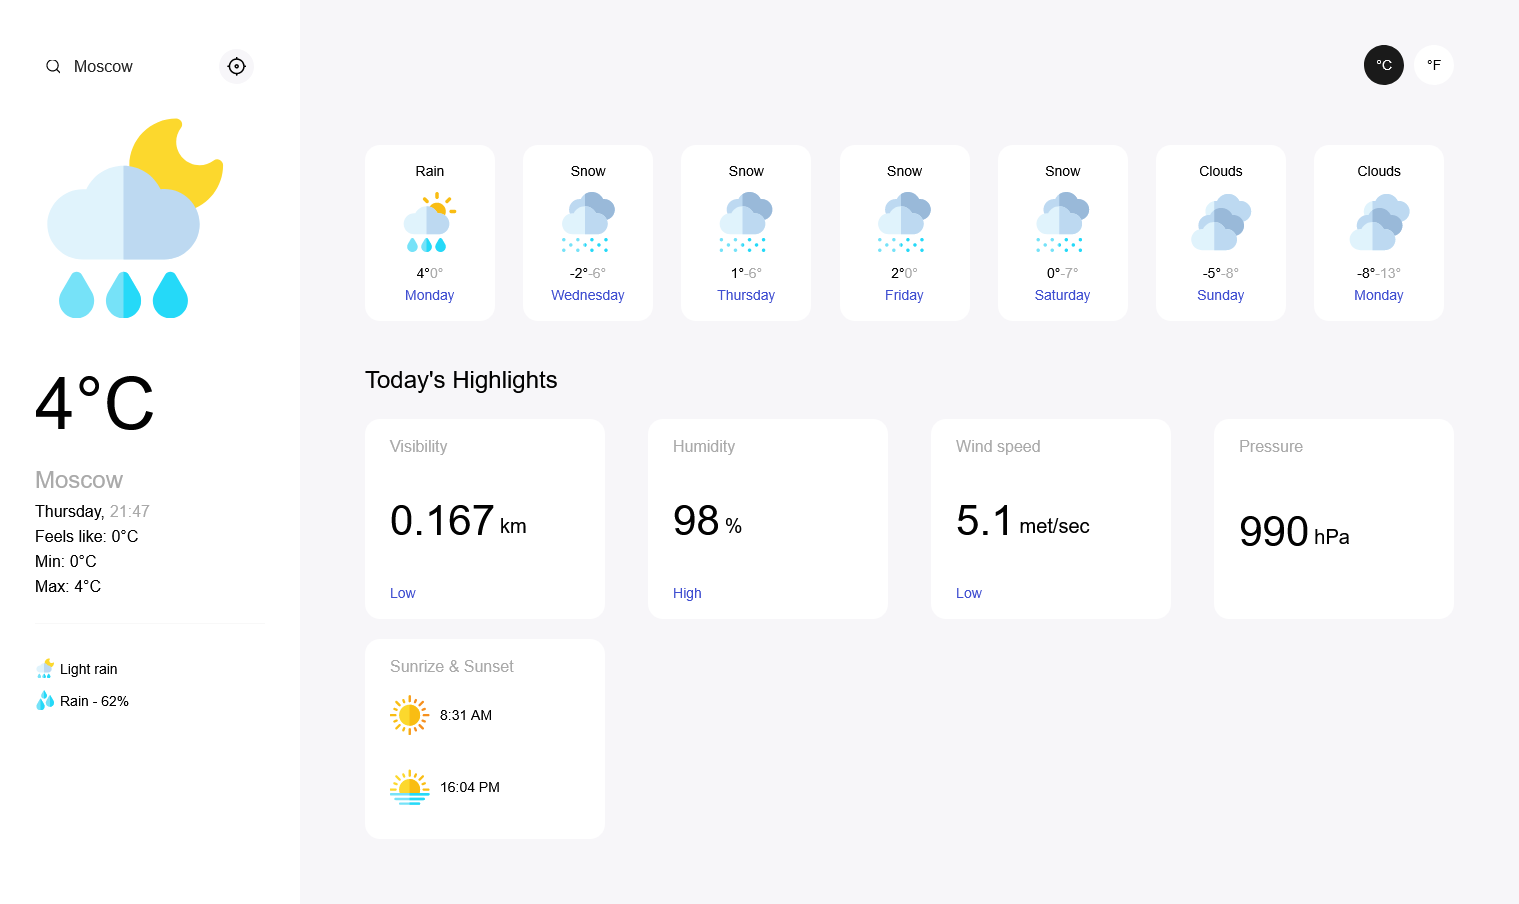 Moscow
4°C
Moscow
Thursday, 21:47
Feels like: 0°C
Min: 0°C
Max: 4°C
Light rain
Rain - 62%
°C
°F
Rain
4°0°
Monday
Snow
-2°-6°
Wednesday
Snow
1°-6°
Thursday
Snow
2°0°
Friday
Snow
0°-7°
Saturday
Clouds
-5°-8°
Sunday
Clouds
-8°-13°
Monday
Today's Highlights
Visibility
0.167 km
Low
Humidity
98 %
High
Wind speed
5.1 met/sec
Low
Pressure
990 hPa
Sunrize & Sunset
8:31 AM
16:04 PM